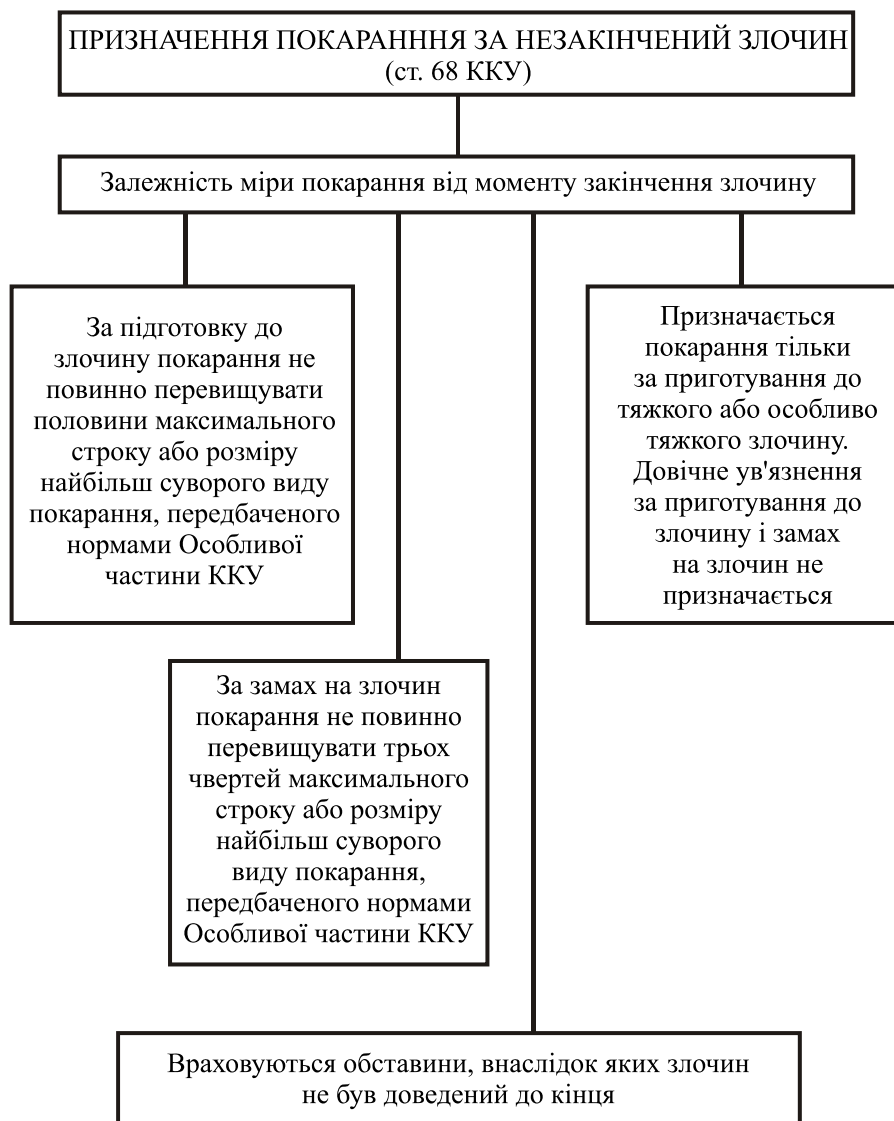 ПРИЗНАЧЕННЯ ПОКАРАНННЯ ЗА НЕЗАКІНЧЕНИЙ ЗЛОЧИН
(ст. 68 ККУ)
Залежність міри покарання від моменту закінчення злочину
За підготовку до
злочину покарання не
повинно перевищувати
половини максимального
строку або розміру
найбільш суворого виду
покарання, передбаченого
нормами Особливої
частини ККУ
Призначається
покарання тільки
за приготування до
тяжкого або особливо
тяжкого злочину.
Довічне ув'язнення
за приготування до
злочину і замах
на злочин не
призначається
За замах на злочин
покарання не повинно
перевищувати трьох
чвертей максимального
строку або розміру
найбільш суворого
виду покарання,
передбаченого нормами
Особливої частини ККУ
Враховуються обставини, внаслідок яких злочин
не був доведений до кінця